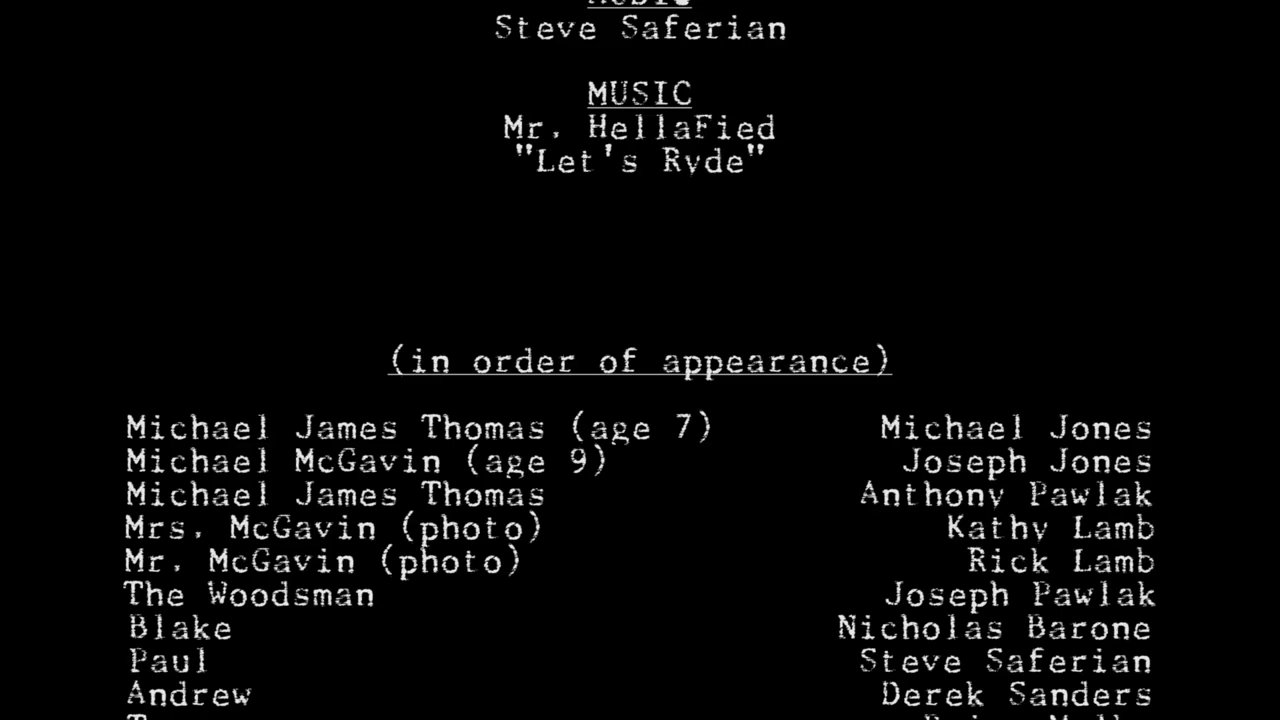 Steve Saferian
MUSIC
Mr. HellaFied
"Let's Ryde"
(in order of appearance)
Michael James Thomas (age 7) Michael Jones
Michael McGavin (age 9) Joseph Jones
Michael James Thomas Anthony Pawlak
Mrs. McGavin (photo) Kathy Lamb
Mr. McGavin (photo) Rick Lamb
The Woodsman Joseph Pawlak
Blake Nicholas Barone
Paul Steve Saferian
Andrew Derek Sanders